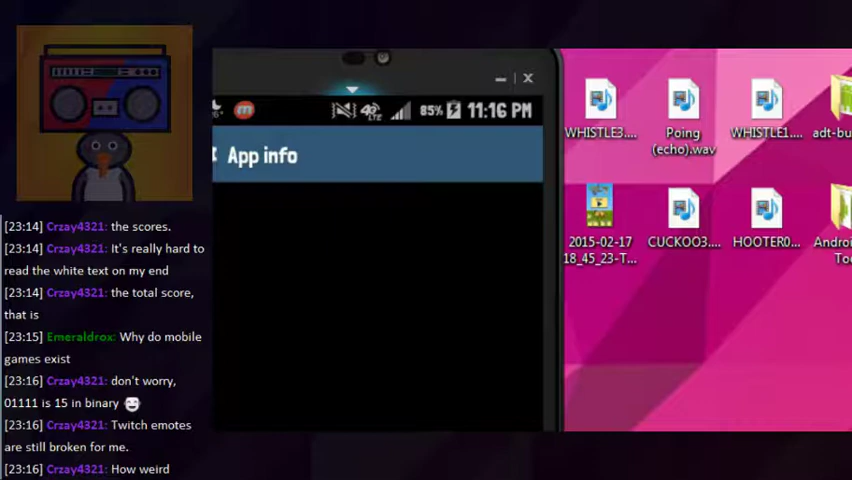 85% 11:16 PM
App info
WHISTLE3....
Poing
(echo).wav
WHISTLE1....
adt-bu
2015-02-17
18_45_23-T...
CUCKOO3....
HOOTER0...
Android
Too
[23:14] Crzay4321: the scores.
[23:14] Crzay4321: It's really hard to
read the white text on my end
[23:14] Crzay4321: the total score,
that is
[23:15] Emeraldrox: Why do mobile
games exist
[23:16] Crzay4321: don't worry,
01111 is 15 in binary
[23:16] Crzay4321: Twitch emotes
are still broken for me.
[23:16] Crzay4321: How weird